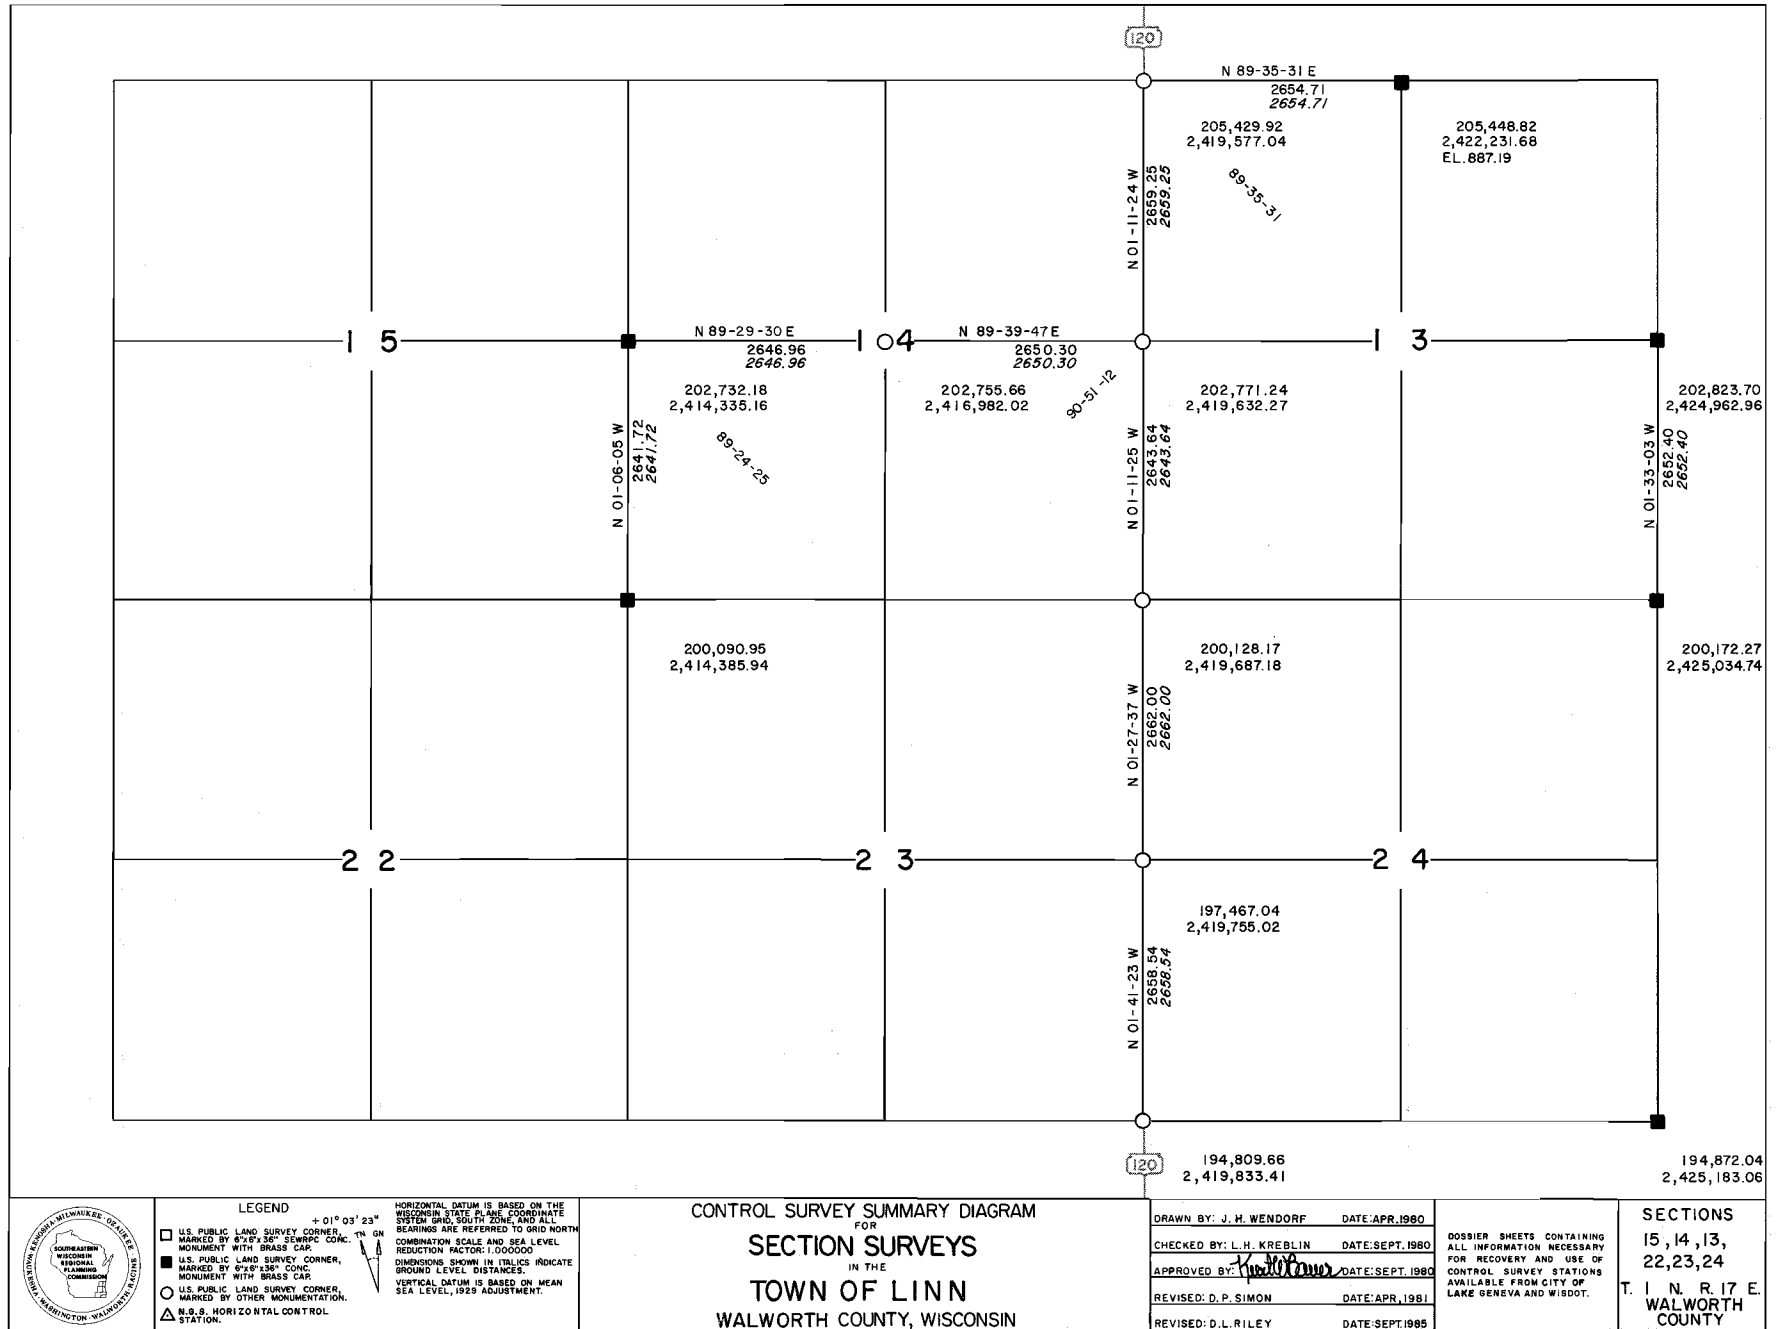 120
N 89-35-31 E
2654.71
2654.71
205,429.92
2,419,577.04
205,448.82
2,422,231.68
EL. 887.19
N 01-11-24 W
2659.25
2659.25
89-35-31
15
N 89-29-30 E
2646.96
2646.96
14
N 89-39-47 E
2650.30
2650.30
13
202,732.18
2,414,335.16
202,755.66
2,416,982.02
90-51-12
202,771.24
2,419,632.27
202,823.70
2,424,962.96
N 01-06-05 W
2641.72
2641.72
89-24-25
N 01-11-25 W
2643.64
2643.64
N 01-33-03 W
2652.40
2652.40
200,090.95
2,414,385.94
200,128.17
2,419,687.18
200,172.27
2,425,034.74
N 01-27-37 W
2662.00
2662.00
22
23
24
197,467.04
2,419,755.02
N 01-41-23 W
2658.54
2658.54
120
194,809.66
2,419,833.41
194,872.04
2,425,183.06
KENOSHA·MILWAUKEE·OZAUKEE·RACINE·WALWORTH·WASHINGTON·WAUKESHA
SOUTHEASTERN
WISCONSIN
REGIONAL
PLANNING
COMMISSION
LEGEND
+ 01° 03' 23"
TN GN
U.S. PUBLIC LAND SURVEY CORNER,
MARKED BY 6"x6"x36" SEWRPC CONC.
MONUMENT WITH BRASS CAP.
U.S. PUBLIC LAND SURVEY CORNER,
MARKED BY 6"x6"x36" CONC.
MONUMENT WITH BRASS CAP.
U.S. PUBLIC LAND SURVEY CORNER,
MARKED BY OTHER MONUMENTATION.
N.G.S. HORIZONTAL CONTROL
STATION.
HORIZONTAL DATUM IS BASED ON THE
WISCONSIN STATE PLANE COORDINATE
SYSTEM GRID, SOUTH ZONE, AND ALL
BEARINGS ARE REFERRED TO GRID NORTH
COMBINATION SCALE AND SEA LEVEL
REDUCTION FACTOR: 1.000000
DIMENSIONS SHOWN IN ITALICS INDICATE
GROUND LEVEL DISTANCES.
VERTICAL DATUM IS BASED ON MEAN
SEA LEVEL, 1929 ADJUSTMENT.
CONTROL SURVEY SUMMARY DIAGRAM
FOR
SECTION SURVEYS
IN THE
TOWN OF LINN
WALWORTH COUNTY, WISCONSIN
DRAWN BY: J. H. WENDORF DATE: APR. 1980
CHECKED BY: L. H. KREBLIN DATE: SEPT. 1980
APPROVED BY: Kurt W Bauer DATE: SEPT. 1980
REVISED: D. P. SIMON DATE: APR, 1981
REVISED: D. L. RILEY DATE: SEPT. 1985
DOSSIER SHEETS CONTAINING
ALL INFORMATION NECESSARY
FOR RECOVERY AND USE OF
CONTROL SURVEY STATIONS
AVAILABLE FROM CITY OF
LAKE GENEVA AND WISDOT.
SECTIONS
15, 14, 13,
22, 23, 24
T. 1 N. R. 17 E.
WALWORTH
COUNTY